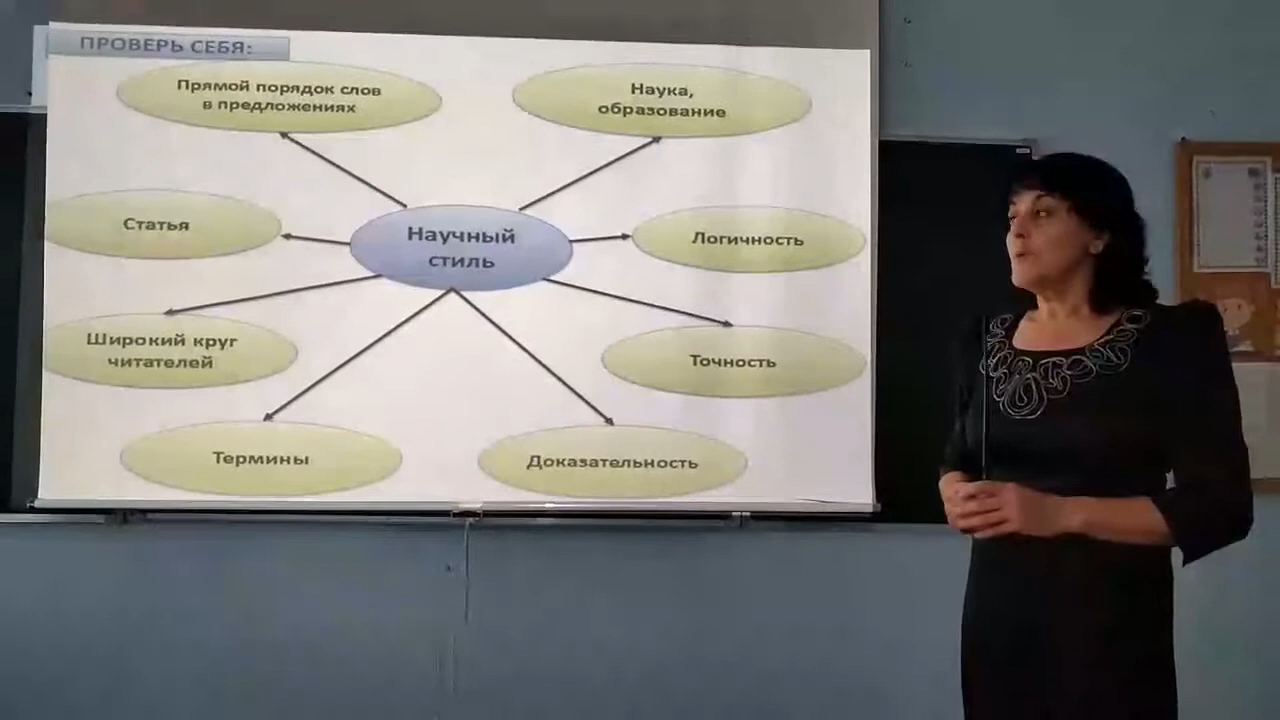 ПРОВЕРЬ СЕБЯ:
Прямой порядок слов
в предложениях
Наука,
образование
Статья
Научный
стиль
Логичность
Широкий круг
читателей
Точность
Термины
Доказательность